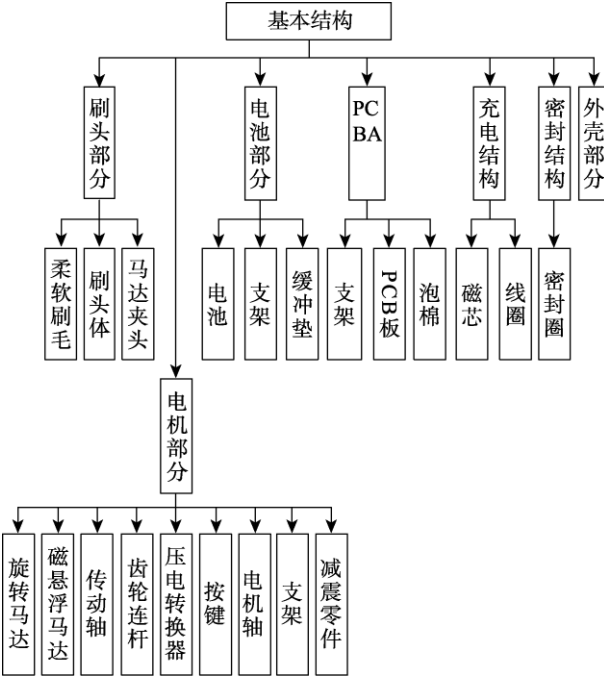 基本结构
刷头部分
电池部分
PC
BA
充电结构
密封结构
外壳部分
柔软刷毛
刷头体
马达夹头
电池
支架
缓冲垫
支架
PCB板
泡棉
磁芯
线圈
密封圈
电机部分
旋转马达
磁悬浮马达
传动轴
齿轮连杆
压电转换器
按键
电机轴
支架
减震零件